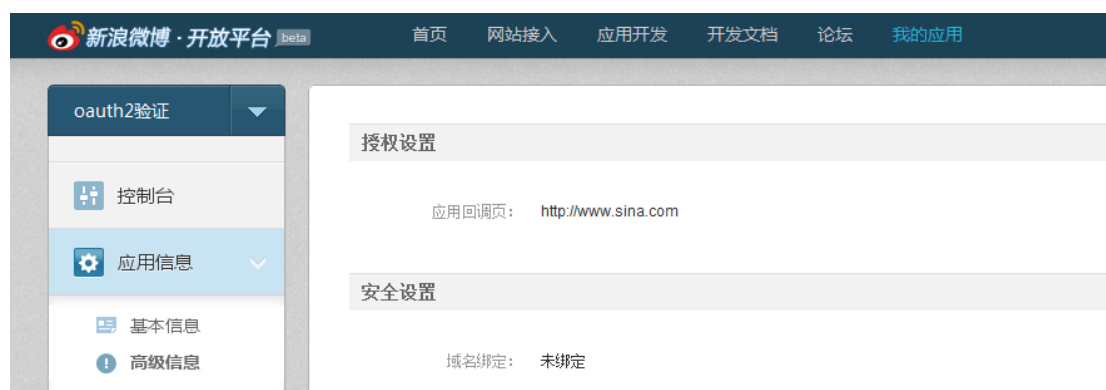 新浪微博·开放平台 beta 首页 网站接入 应用开发 开发文档 论坛 我的应用
oauth2验证
控制台
应用信息
基本信息
高级信息
授权设置
应用回调页： http://www.sina.com
安全设置
域名绑定： 未绑定